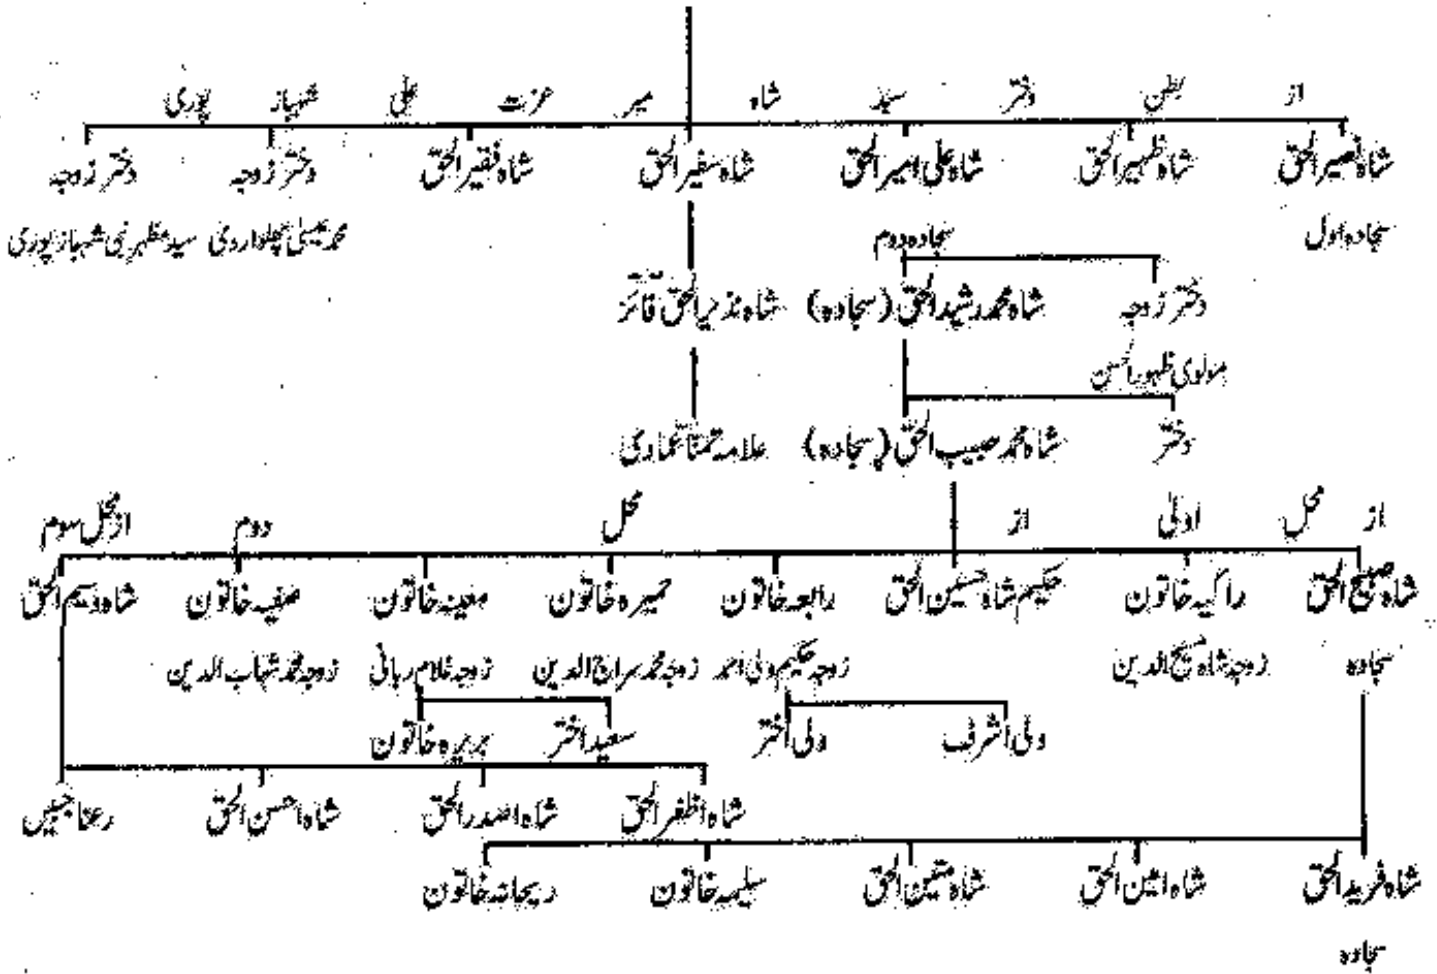 از بطن دختر سید شاہ میر عزت علی شہباز پوری
شاہ نصیر الحق شاہ ظہیر الحق شاہ علی امیر الحق شاہ سفیر الحق شاہ فقیر الحق دختر زوجہ دختر زوجہ
سجادہ اول محمد عیسیٰ پھلواروی سید مظہر نبی شہباز پوری
سجادہ دوم
دختر زوجہ شاہ محمد رشید الحق (سجادہ) شاہ نذیر الحق فائز
مولوی ظہور الحسن
دختر شاہ محمد حبیب الحق (سجادہ) علامہ تمنا عمادی
از محل اولیٰ از محل دوم از محل سوم
شاہ صبیح الحق راکیہ خاتون حکیم شاہ حسین الحق رابعہ خاتون حمیرہ خاتون معینہ خاتون صفیہ خاتون شاہ وسیم الحق
سجادہ زوجہ شاہ مسیح الدین زوجہ حکیم ولی احمد زوجہ محمد سراج الدین زوجہ غلام ربانی زوجہ محمد شہاب الدین
ولی اشرف ولی اختر سعید اختر بریرہ خاتون
شاہ اظفر الحق شاہ اصدر الحق شاہ احسن الحق رعنا جبیں
شاہ فرید الحق شاہ امین الحق شاہ متین الحق سلیمہ خاتون ریحانہ خاتون
سجادہ